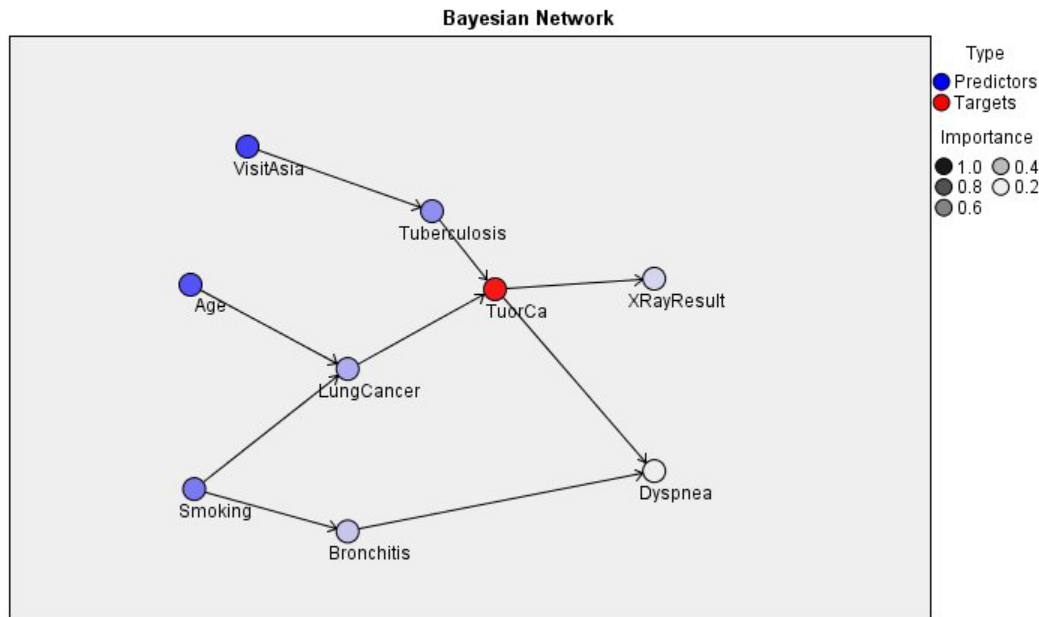 Bayesian Network
Type
Predictors
Targets
Importance
1.0 0.4
0.8 0.2
0.6
VisitAsia
Tuberculosis
Age
TuorCa
XRayResult
LungCancer
Smoking
Dyspnea
Bronchitis